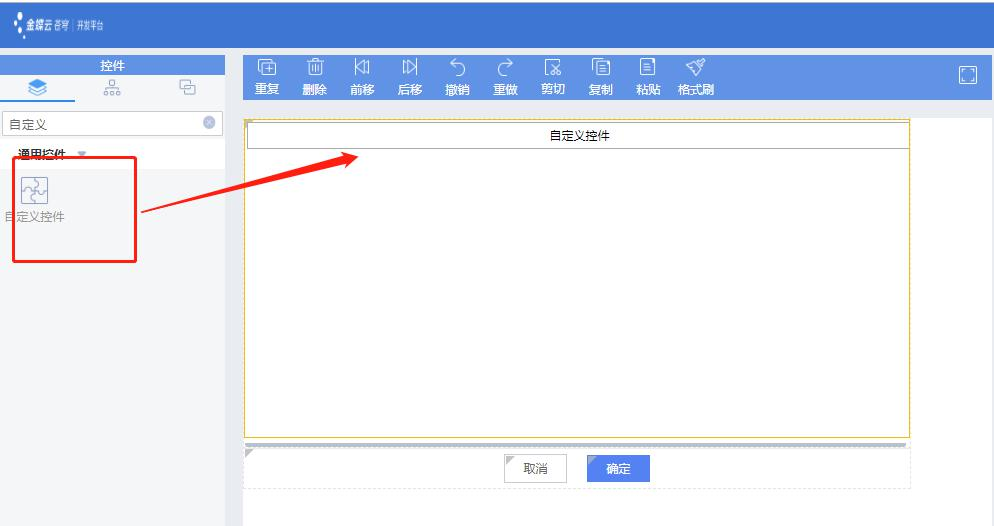 金蝶云 苍穹 | 开发平台
控件
重复 删除 前移 后移 撤销 重做 剪切 复制 粘贴 格式刷
自定义
自定义控件
通用控件
自定义控件
取消 确定